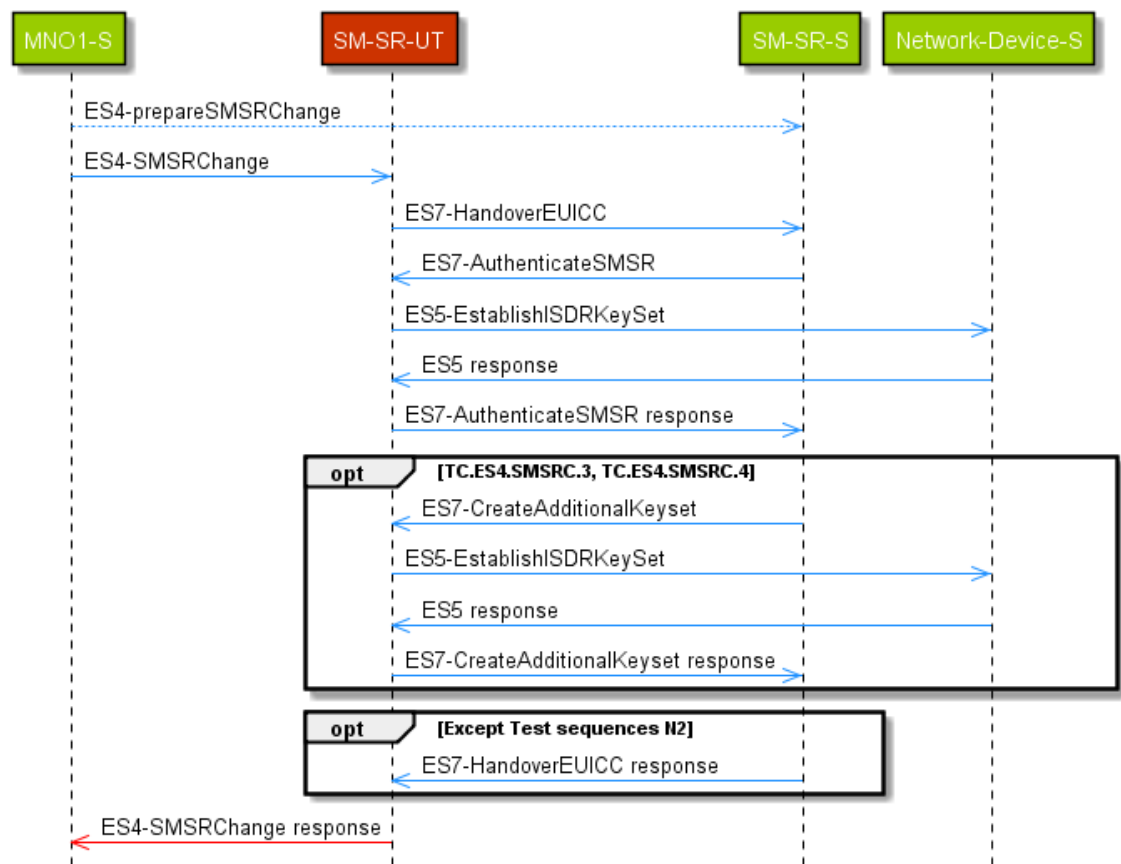 MNO1-S
SM-SR-UT
SM-SR-S
Network-Device-S
ES4-prepareSMSRChange
ES4-SMSRChange
ES7-HandoverEUICC
ES7-AuthenticateSMSR
ES5-EstablishISDRKeySet
ES5 response
ES7-AuthenticateSMSR response
opt [TC.ES4.SMSRC.3, TC.ES4.SMSRC.4]
ES7-CreateAdditionalKeyset
ES5-EstablishISDRKeySet
ES5 response
ES7-CreateAdditionalKeyset response
opt [Except Test sequences N2]
ES7-HandoverEUICC response
ES4-SMSRChange response